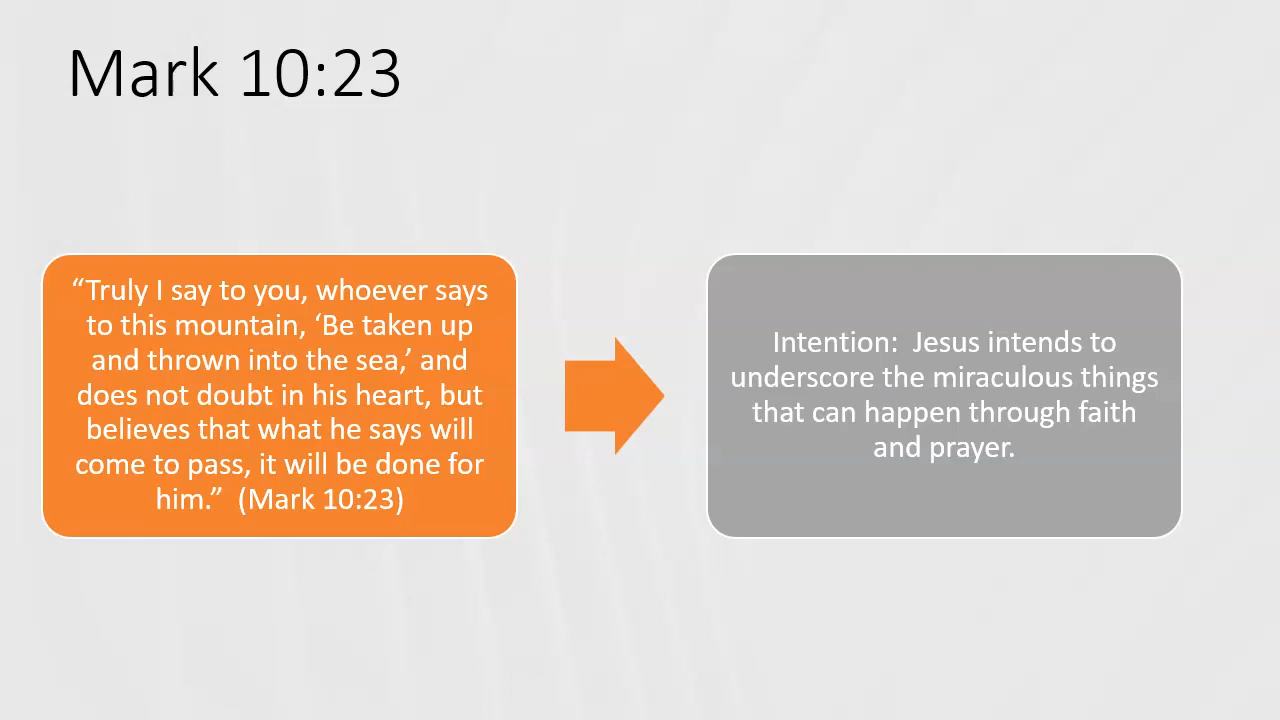 Mark 10:23
“Truly I say to you, whoever says
to this mountain, ‘Be taken up
and thrown into the sea,’ and
does not doubt in his heart, but
believes that what he says will
come to pass, it will be done for
him.”  (Mark 10:23)
Intention:  Jesus intends to
underscore the miraculous things
that can happen through faith
and prayer.